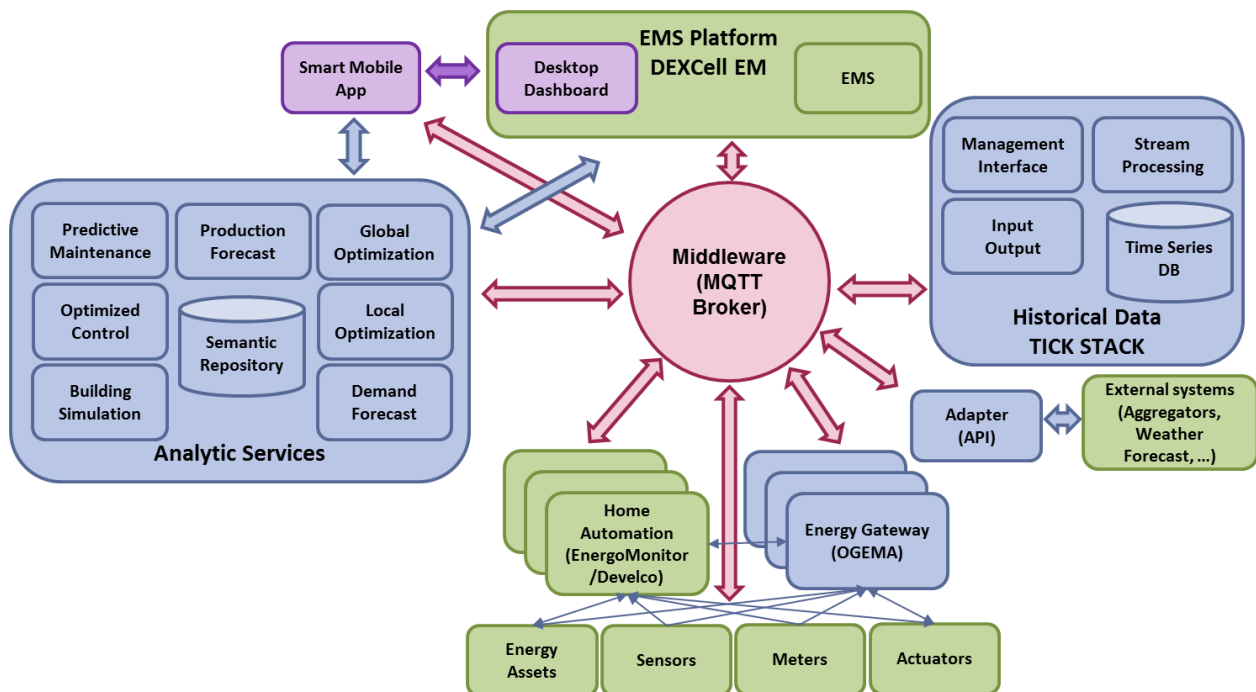 EMS Platform
DEXCell EM
Smart Mobile
App
Desktop
Dashboard
EMS
Management
Interface
Stream
Processing
Input
Output
Time Series
DB
Historical Data
TICK STACK
Predictive
Maintenance
Production
Forecast
Global
Optimization
Optimized
Control
Semantic
Repository
Local
Optimization
Building
Simulation
Demand
Forecast
Analytic Services
Middleware
(MQTT
Broker)
Adapter
(API)
External systems
(Aggregators,
Weather
Forecast, ...)
Home
Automation
(EnergoMonitor
/Develco)
Energy Gateway
(OGEMA)
Energy
Assets
Sensors
Meters
Actuators